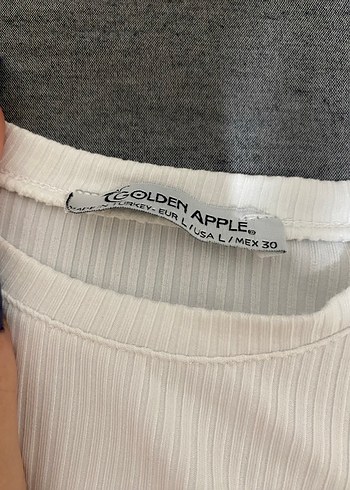 GOLDEN APPLE®
TURKEY- EUR L / USA L / MEX 30